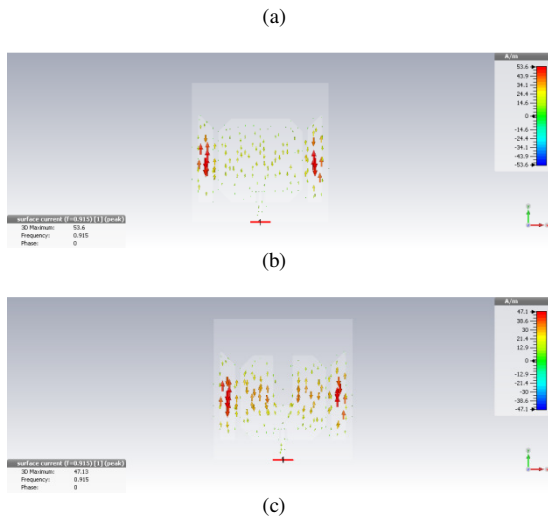 (a)
A/m
53.6
44.1
34.1
24.4
14.6
0
-14.6
-24.4
-34.1
-43.9
-53.6
surface current (f=0.915) [1] (peak)
3D Maximum: 53.6
Frequency: 0.915
Phase: 0
(b)
A/m
47.1
38.6
30
21.4
12.9
0
-12.9
-21.4
-30
-38.6
-47.1
surface current (f=0.915) [1] (peak)
3D Maximum: 47.13
Frequency: 0.915
Phase: 0
(c)